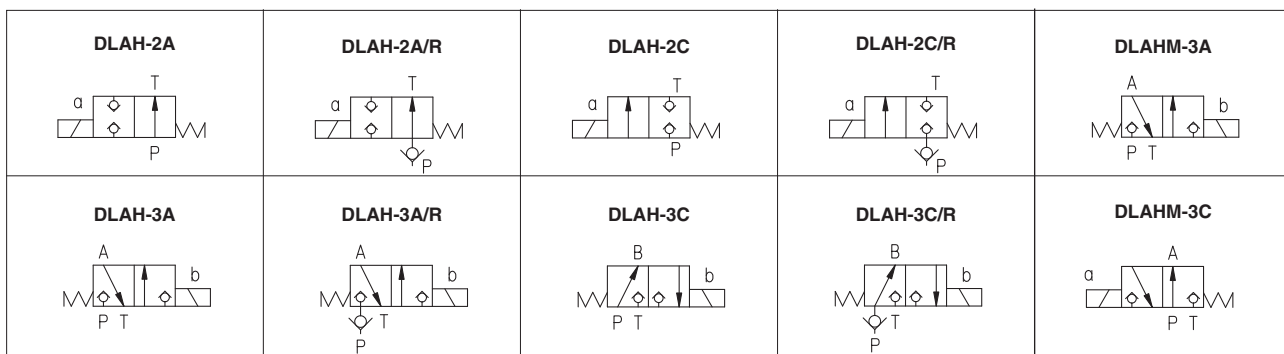 DLAH-2A DLAH-2A/R DLAH-2C DLAH-2C/R DLAHM-3A
T T T T A
a a a a b
P P P P P T
DLAH-3A DLAH-3A/R DLAH-3C DLAH-3C/R DLAHM-3C
A A B B A
b b b b a
P T T P T T P T
P P